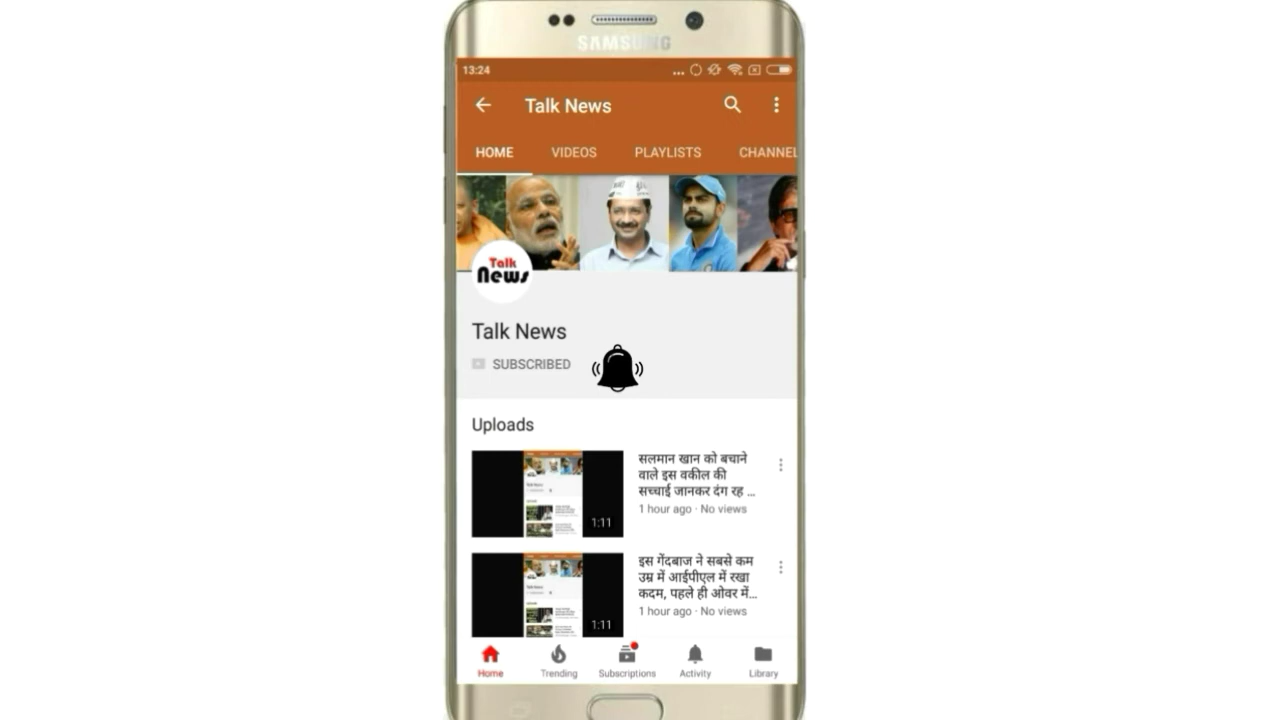 SAMSUNG
13:24
Talk News
HOME VIDEOS PLAYLISTS CHANNEL
Talk
News
Talk News
SUBSCRIBED
Uploads
सलमान खान को बचाने
वाले इस वकील की
सच्चाई जानकर दंग रह ...
1 hour ago · No views
1:11
इस गेंदबाज ने सबसे कम
उम्र में आईपीएल में रखा
कदम, पहले ही ओवर में...
1 hour ago · No views
1:11
Home Trending Subscriptions Activity Library